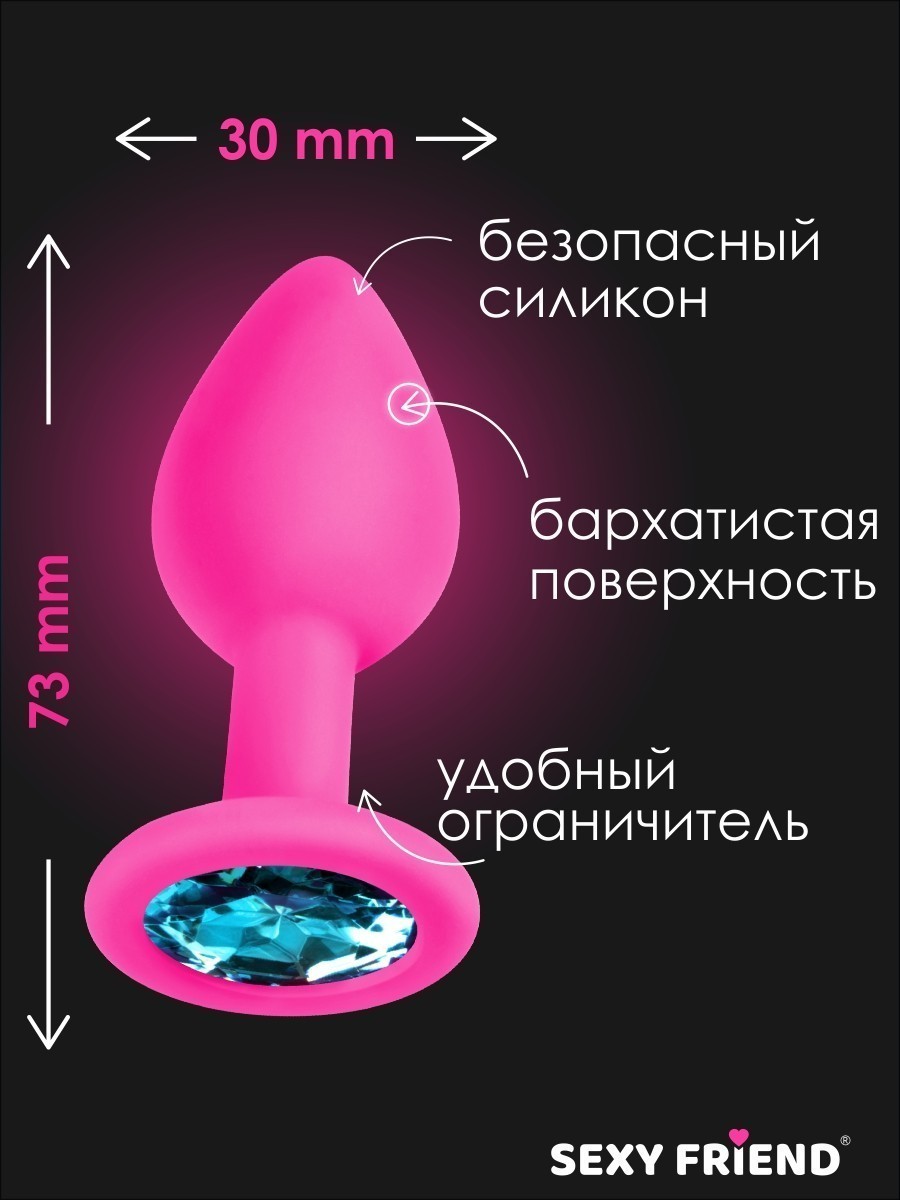 30 mm
безопасный
силикон
бархатистая
поверхность
73 mm
удобный
ограничитель
SEXY FRIEND®